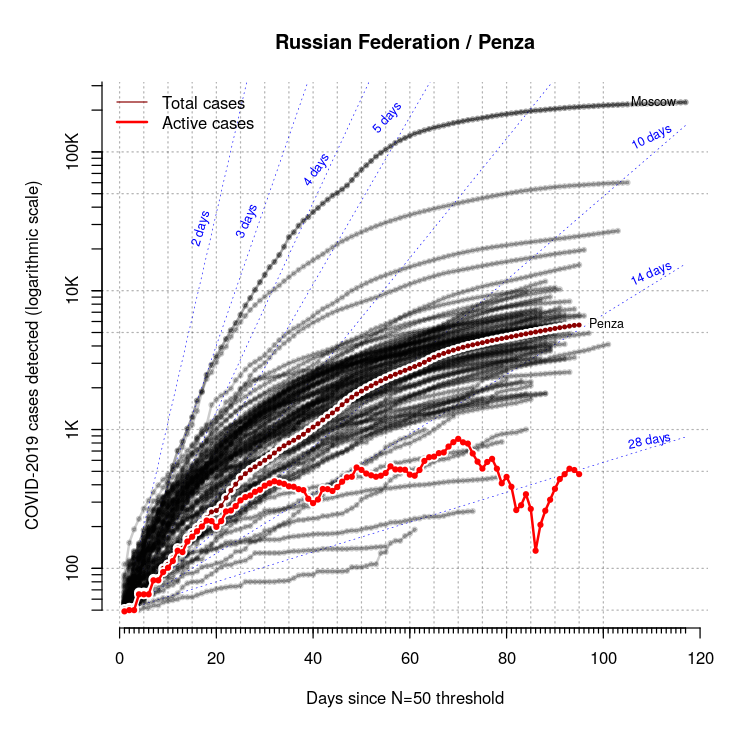 Russian Federation / Penza
Total cases
Active cases
Moscow
Penza
2 days
3 days
4 days
5 days
10 days
14 days
28 days
COVID-2019 cases detected (logarithmic scale)
100K
10K
1K
100
0 20 40 60 80 100 120
Days since N=50 threshold